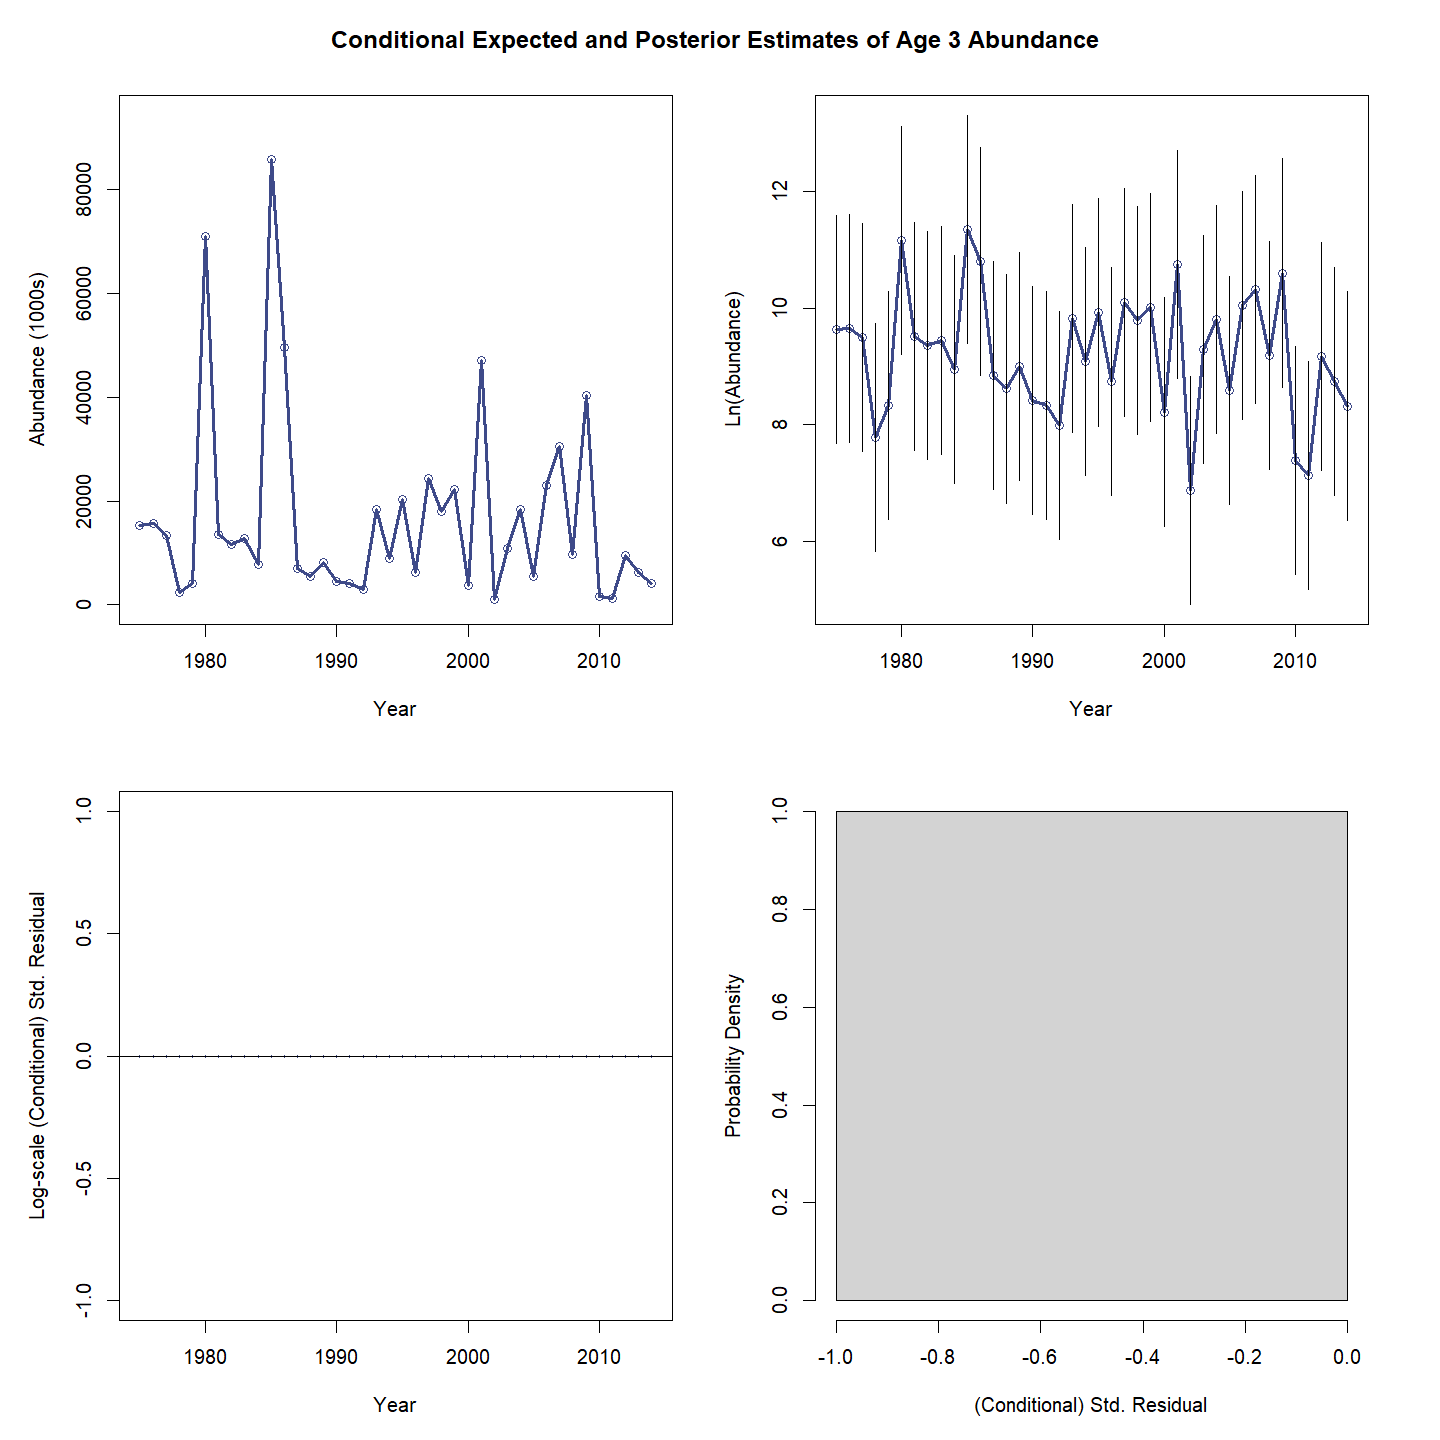 Conditional Expected and Posterior Estimates of Age 3 Abundance
Abundance (1000s)
80000
60000
40000
20000
0
1980 1990 2000 2010
Year
Ln(Abundance)
12
10
8
6
1980 1990 2000 2010
Year
Log-scale (Conditional) Std. Residual
1.0
0.5
0.0
-0.5
-1.0
1980 1990 2000 2010
Year
Probability Density
1.0
0.8
0.6
0.4
0.2
0.0
-1.0 -0.8 -0.6 -0.4 -0.2 0.0
(Conditional) Std. Residual